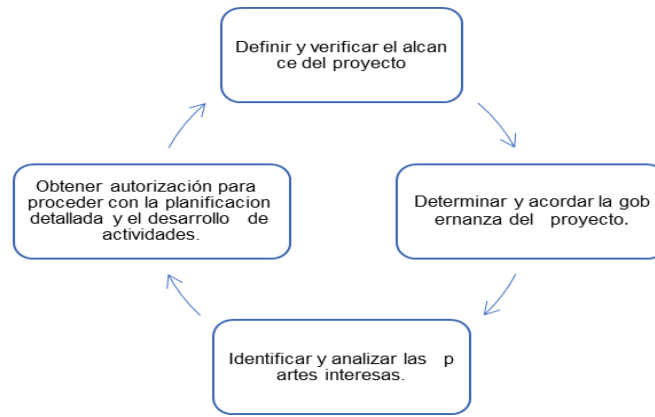 Definir y verificar el alcan
ce del proyecto
Determinar y acordar la gob
ernanza del proyecto.
Identificar y analizar las p
artes interesas.
Obtener autorización para
proceder con la planificacion
detallada y el desarrollo de
actividades.